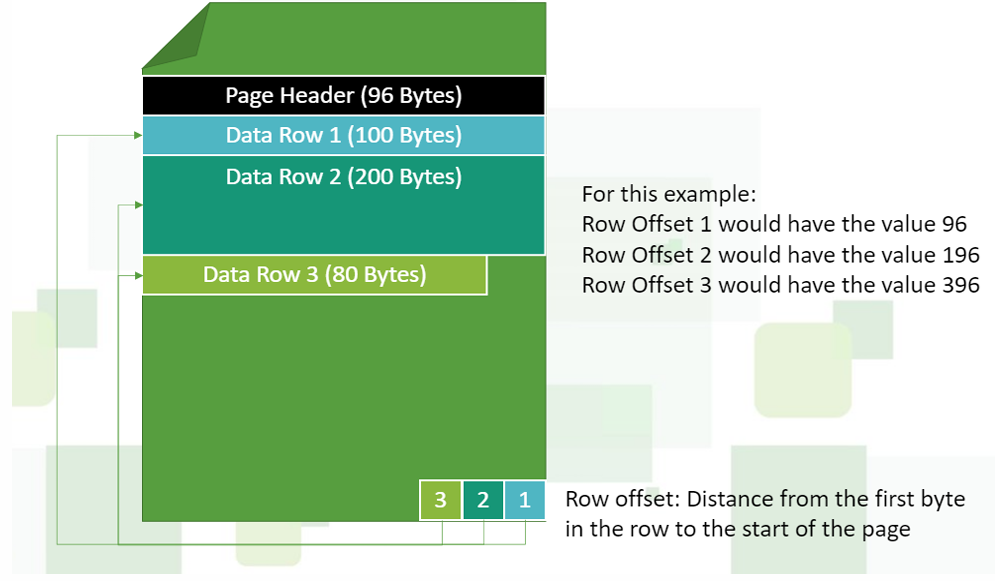 Page Header (96 Bytes)
Data Row 1 (100 Bytes)
Data Row 2 (200 Bytes)
Data Row 3 (80 Bytes)
For this example:
Row Offset 1 would have the value 96
Row Offset 2 would have the value 196
Row Offset 3 would have the value 396
3 2 1
Row offset: Distance from the first byte
in the row to the start of the page